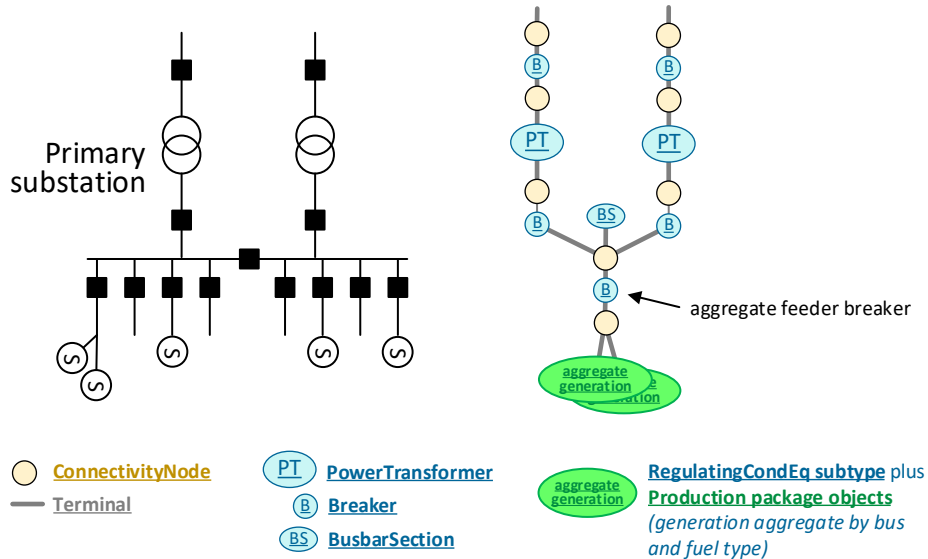 B
B
PT
PT
Primary
substation
BS
B
B
B
aggregate feeder breaker
aggregate
generation
S
S
S
S
S
ConnectivityNode
Terminal
PT
PowerTransformer
B
Breaker
BS
BusbarSection
aggregate
generation
RegulatingCondEq subtype plus
Production package objects
(generation aggregate by bus
and fuel type)